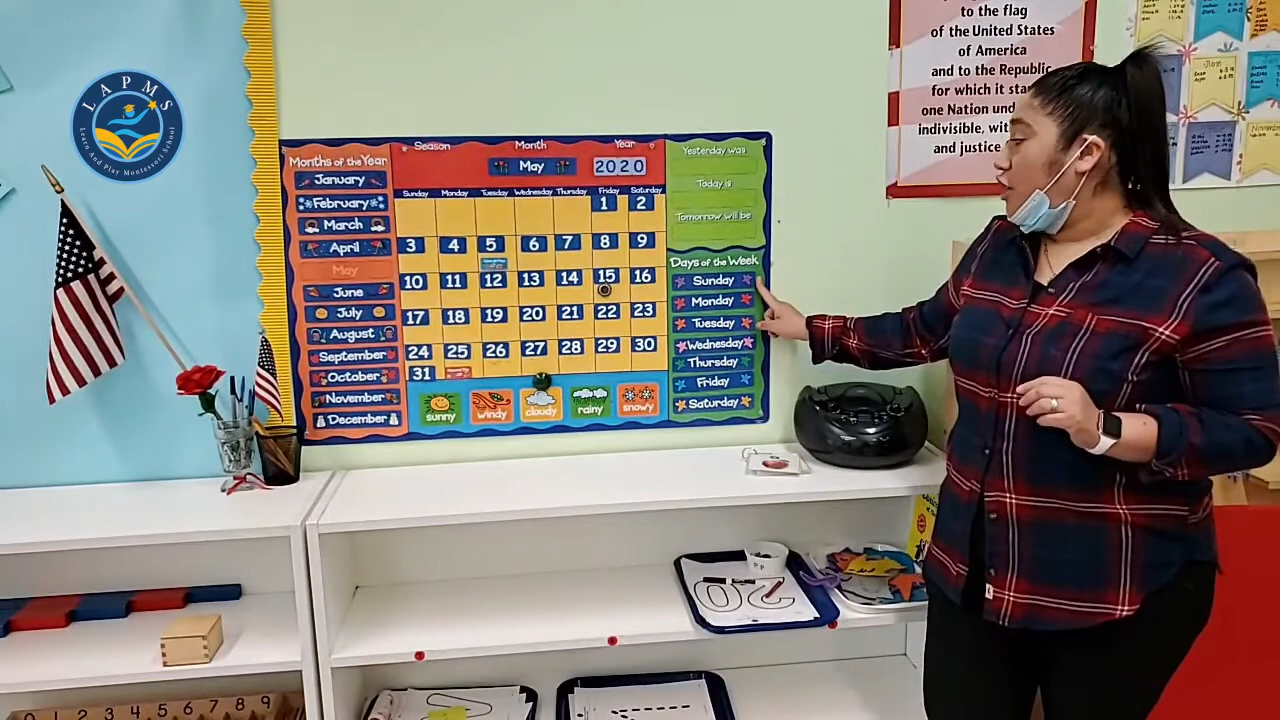 LAPMS
Learn And Play Montessori School
to the flag
of the United States
of America
and to the Republic
for which it
one Nation
indivisible,
and justice
Season Month Year
May 2020
Months of the Year
January
February
March
April
May
June
July
August
September
October
November
December
Sunday Monday Tuesday Wednesday Thursday Friday Saturday
1 2
3 4 5 6 7 8 9
10 11 12 13 14 15 16
17 18 19 20 21 22 23
24 25 26 27 28 29 30
31
sunny windy cloudy rainy snowy
Yesterday was
Today is
Tomorrow will be
Days of the Week
Sunday
Monday
Tuesday
Wednesday
Thursday
Friday
Saturday
June
November
PP
20
0 1 2 3 4 5 6 7 8 9